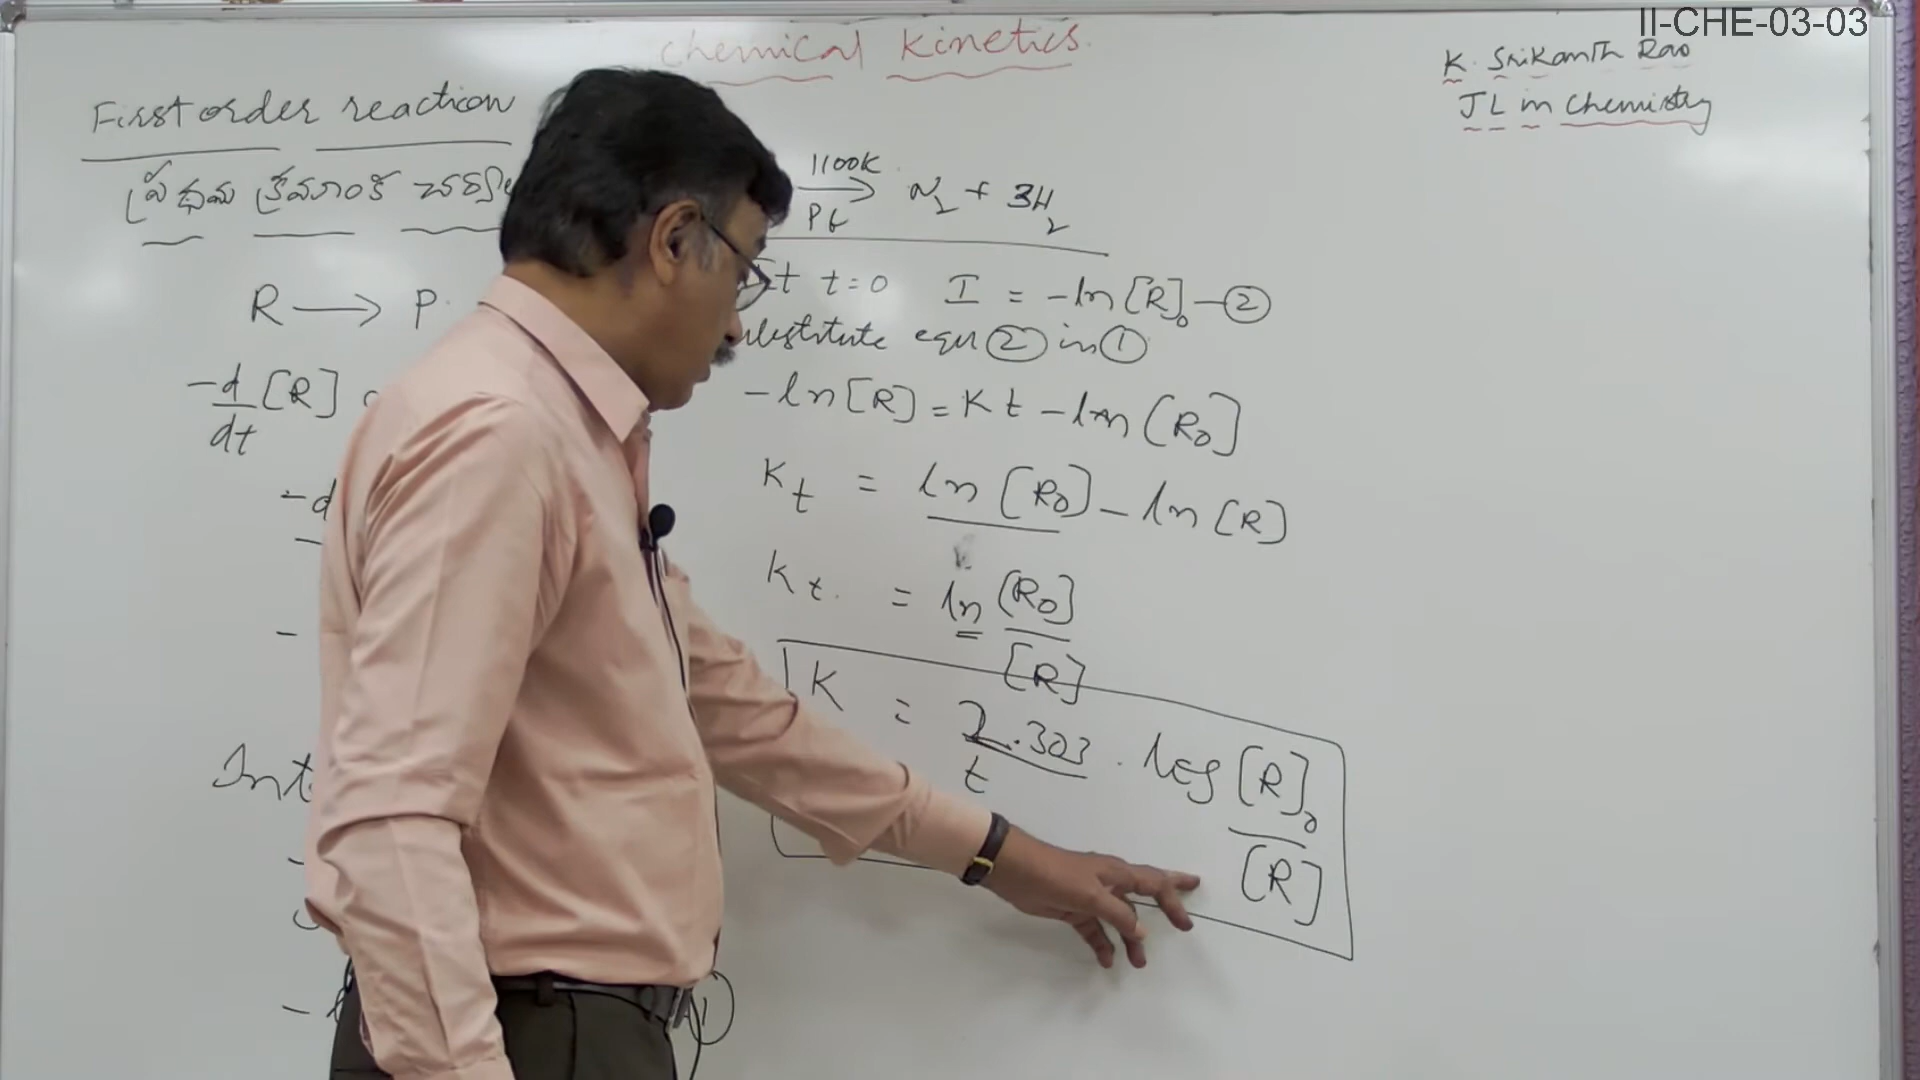 II-CHE-03-03
Chemical Kinetics
K. Srikanth Rao
JL in Chemistry
First order reaction
ప్రథమ క్రమాంక
1100K
Pt
N₂ + 3H₂
R ⟶ P
t = 0 I = -ln[R]₀ -②
equ ② in ①
-d/dt [R]
-ln[R] = Kt - ln[R₀]
-d
Kt = ln[R₀] - ln[R]
Kt = ln [R₀]/[R]
K = 2.303/t . log [R]₀/[R]
①